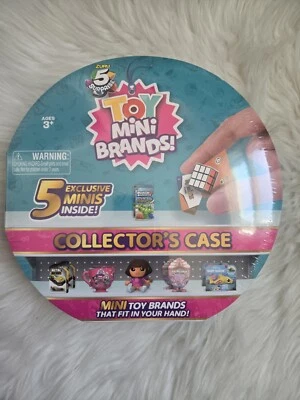 ZURU
5
SURPRISE
TOY
MINI
BRANDS!
AGES
3+
WARNING:
5 EXCLUSIVE
MINIS
INSIDE!
COLLECTOR'S CASE
MINI TOY BRANDS
THAT FIT IN YOUR HAND!